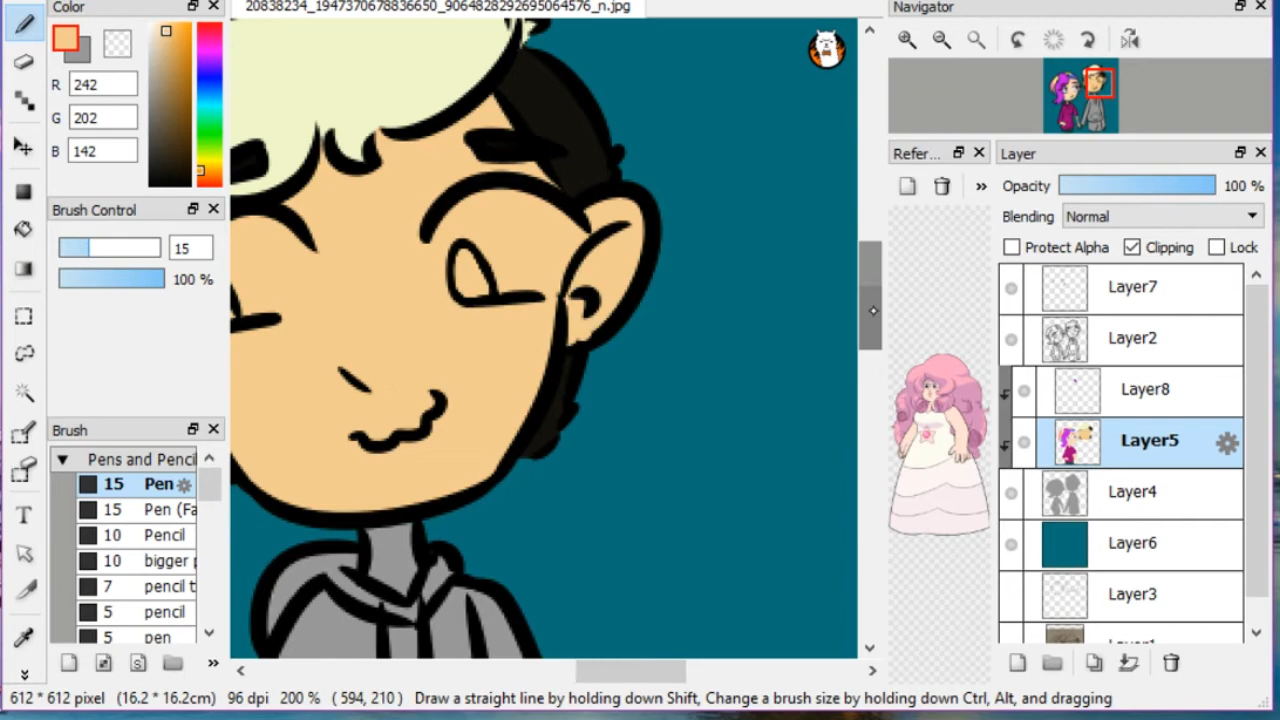 Color
20838234_1947370678836650_9064828292695064576_n.jpg
Navigator
R 242
G 202
B 142
Brush Control
15
100 %
Brush
Pens and Pencil
15 Pen
15 Pen (Fa
10 Pencil
10 bigger p
7 pencil t
5 pencil
5 pen
T
Refer...
»
Layer
Opacity 100 %
Blending Normal
Protect Alpha Clipping Lock
Layer7
Layer2
Layer8
Layer5
Layer4
Layer6
Layer3
Layer1
S
»
612 * 612 pixel (16.2 * 16.2cm) 96 dpi 200 % ( 594, 210 ) Draw a straight line by holding down Shift, Change a brush size by holding down Ctrl, Alt, and dragging